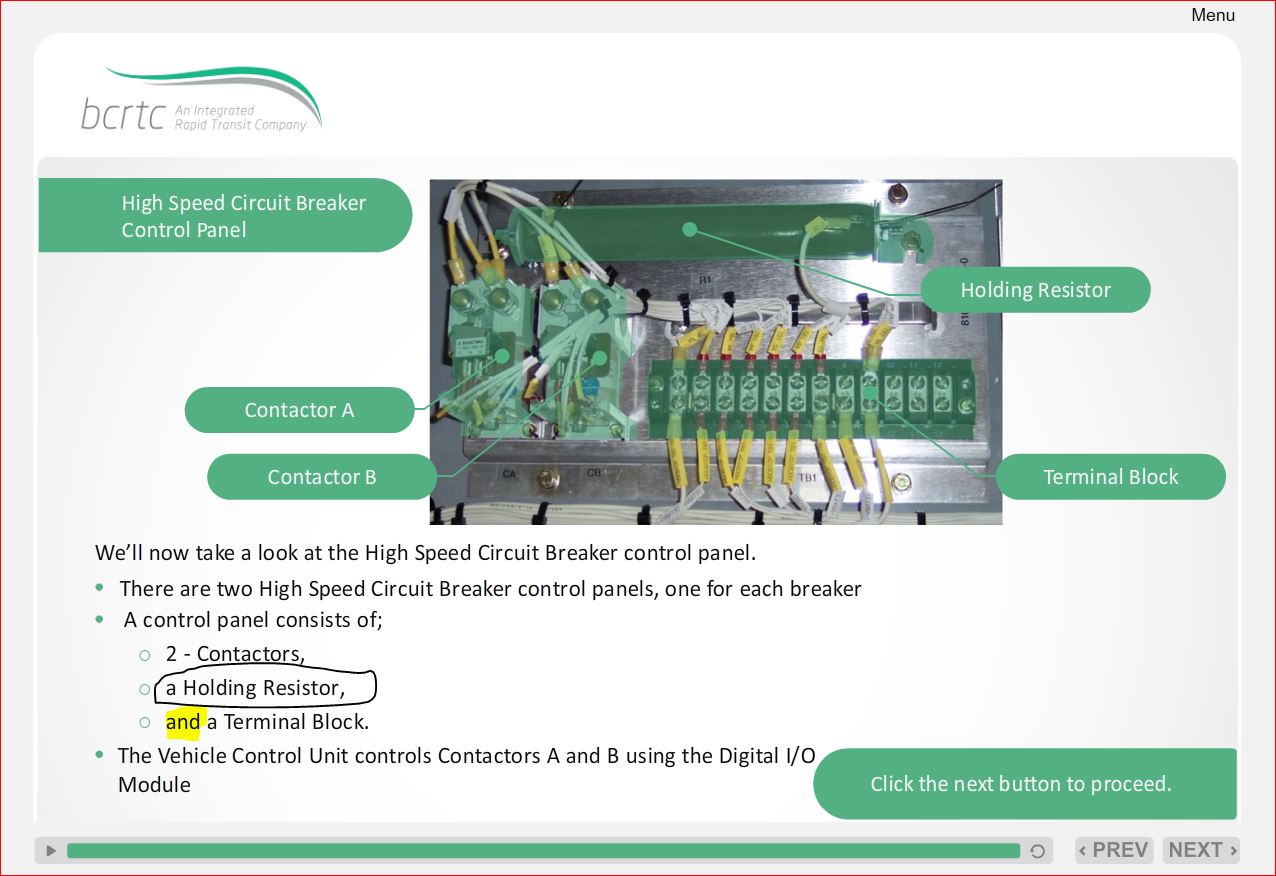 Menu
bcrtc An Integrated
Rapid Transit Company
High Speed Circuit Breaker
Control Panel
R1
Holding Resistor
Contactor A
Contactor B
CA
CB
TB1
Terminal Block
10 11 12
We'll now take a look at the High Speed Circuit Breaker control panel.
There are two High Speed Circuit Breaker control panels, one for each breaker
A control panel consists of;
2 - Contactors,
a Holding Resistor,
and a Terminal Block.
The Vehicle Control Unit controls Contactors A and B using the Digital I/O
Module
Click the next button to proceed.
‹ PREV
NEXT ›